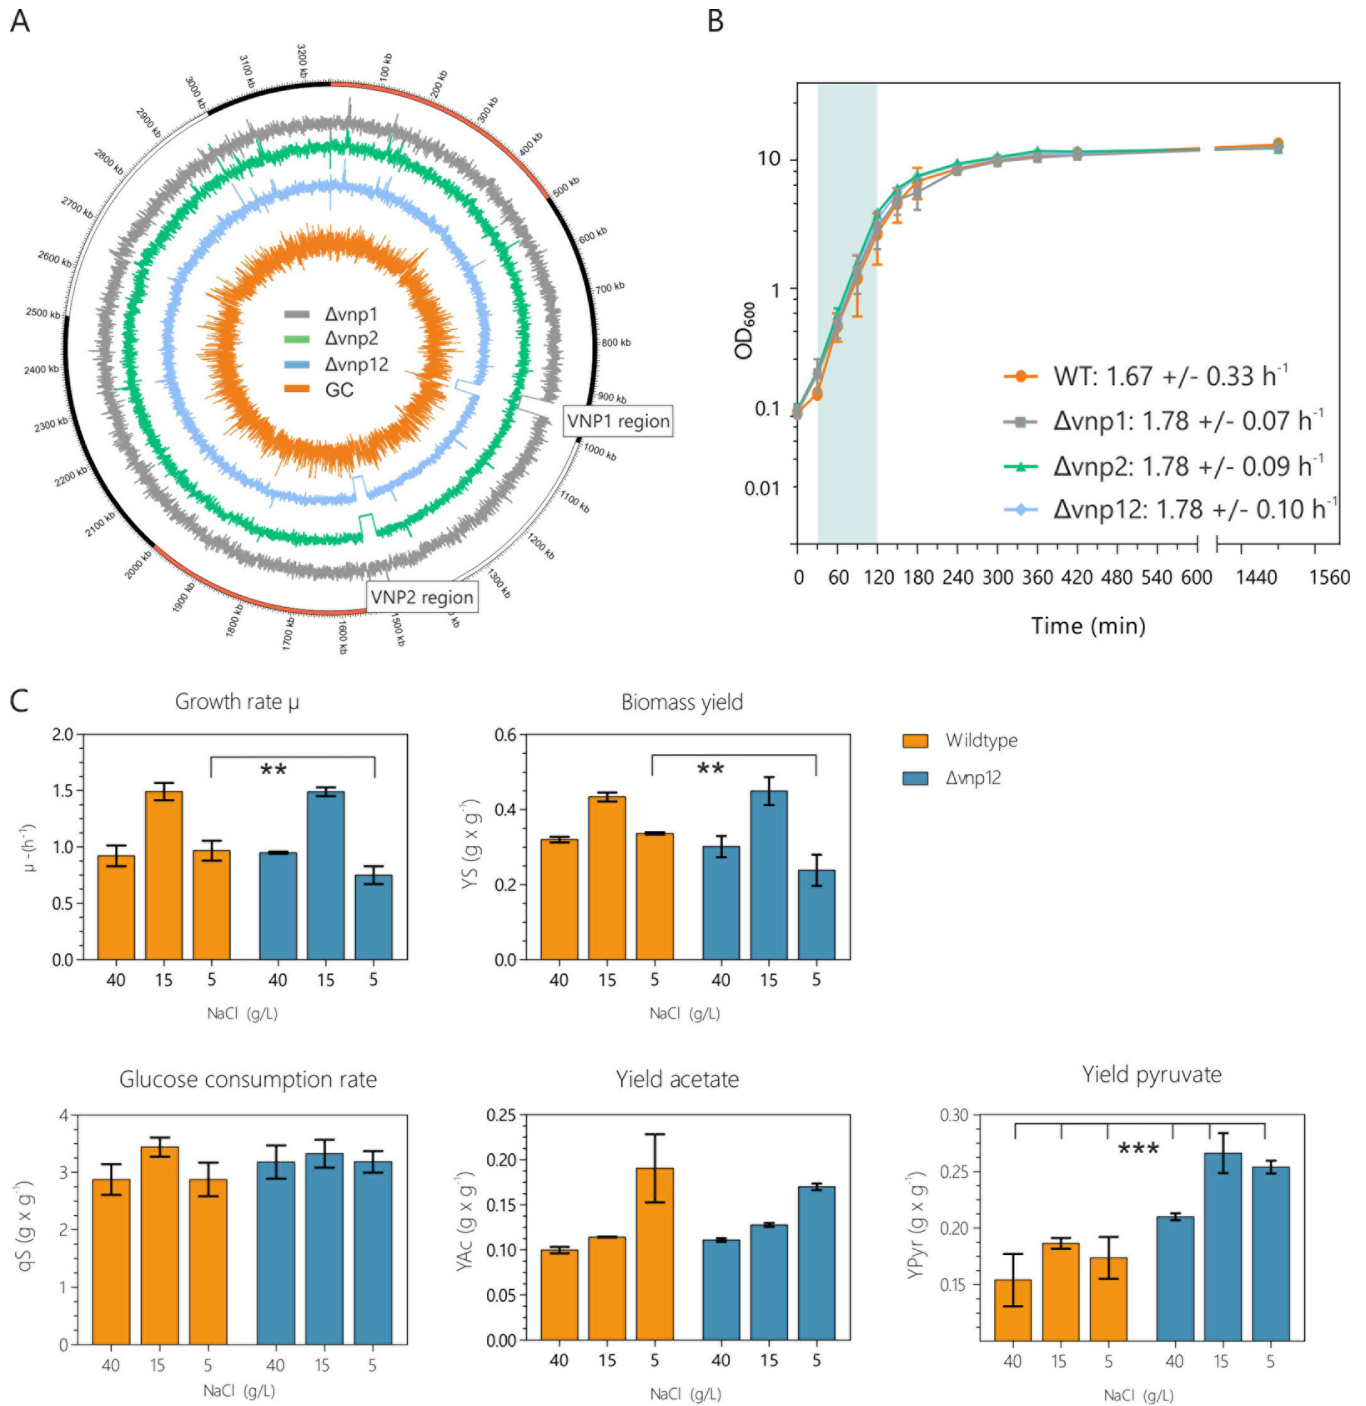 A
3200 kb
100 kb
200 kb
300 kb
400 kb
500 kb
600 kb
700 kb
800 kb
900 kb
VNP1 region
1000 kb
1100 kb
1200 kb
1300 kb
VNP2 region
1500 kb
1600 kb
1700 kb
1800 kb
1900 kb
2000 kb
2100 kb
2200 kb
2300 kb
2400 kb
2500 kb
2600 kb
2700 kb
2800 kb
2900 kb
3000 kb
3100 kb
Δvnp1
Δvnp2
Δvnp12
GC
B
10
1
0.1
0.01
OD600
WT: 1.67 +/- 0.33 h-1
Δvnp1: 1.78 +/- 0.07 h-1
Δvnp2: 1.78 +/- 0.09 h-1
Δvnp12: 1.78 +/- 0.10 h-1
0 60 120 180 240 300 360 420 480 540 600 1440 1560
Time (min)
C
Growth rate μ
2.0
1.5
1.0
0.5
0.0
μ-(h-1)
**
40 15 5 40 15 5
NaCl (g/L)
Biomass yield
0.6
0.4
0.2
0
YS (g x g-1)
**
40 15 5 40 15 5
NaCl (g/L)
Wildtype
Δvnp12
Glucose consumption rate
4
3
2
1
0
qS (g x g-1)
40 15 5 40 15 5
NaCl (g/L)
Yield acetate
0.25
0.20
0.15
0.10
0.05
0.00
YAc (g x g-1)
40 15 5 40 15 5
NaCl (g/L)
Yield pyruvate
0.30
0.25
0.20
0.15
YPyr (g x g-1)
***
40 15 5 40 15 5
NaCl (g/L)